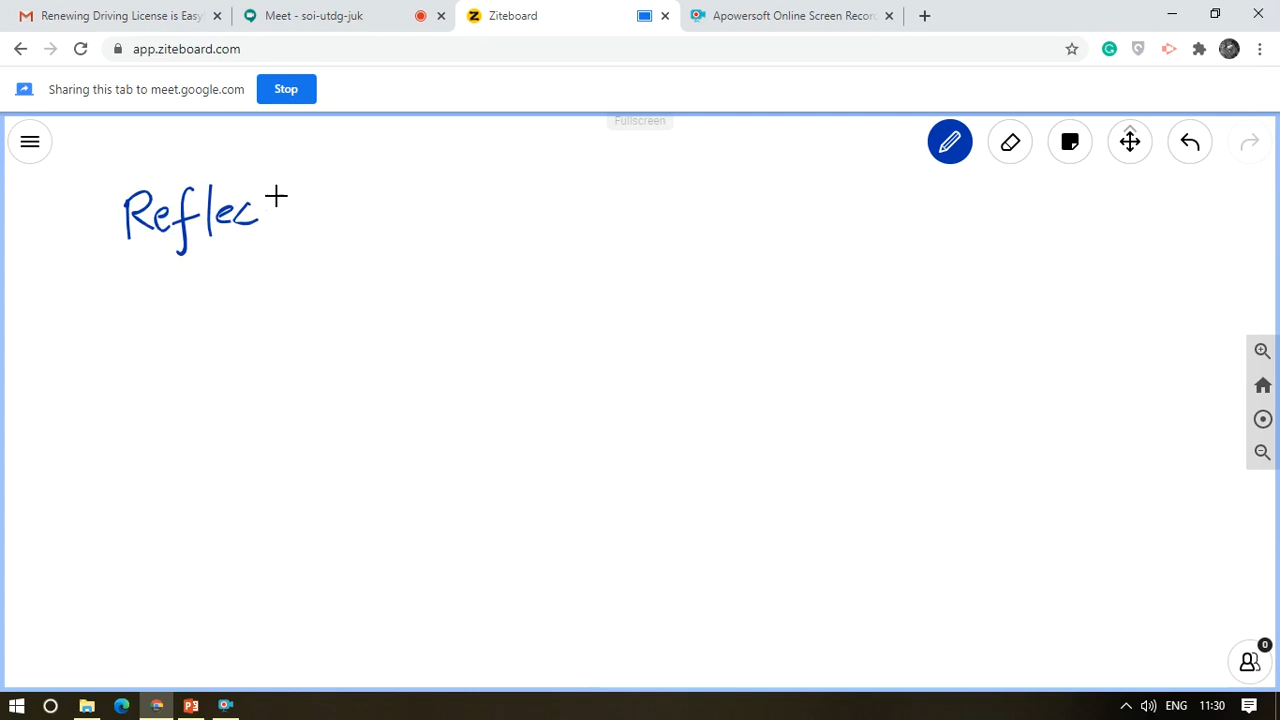 Renewing Driving License is Easy
Meet - soi-utdg-juk
Ziteboard
Apowersoft Online Screen Record
app.ziteboard.com
Sharing this tab to meet.google.com
Stop
Fullscreen
Reflec
0
ENG
11:30